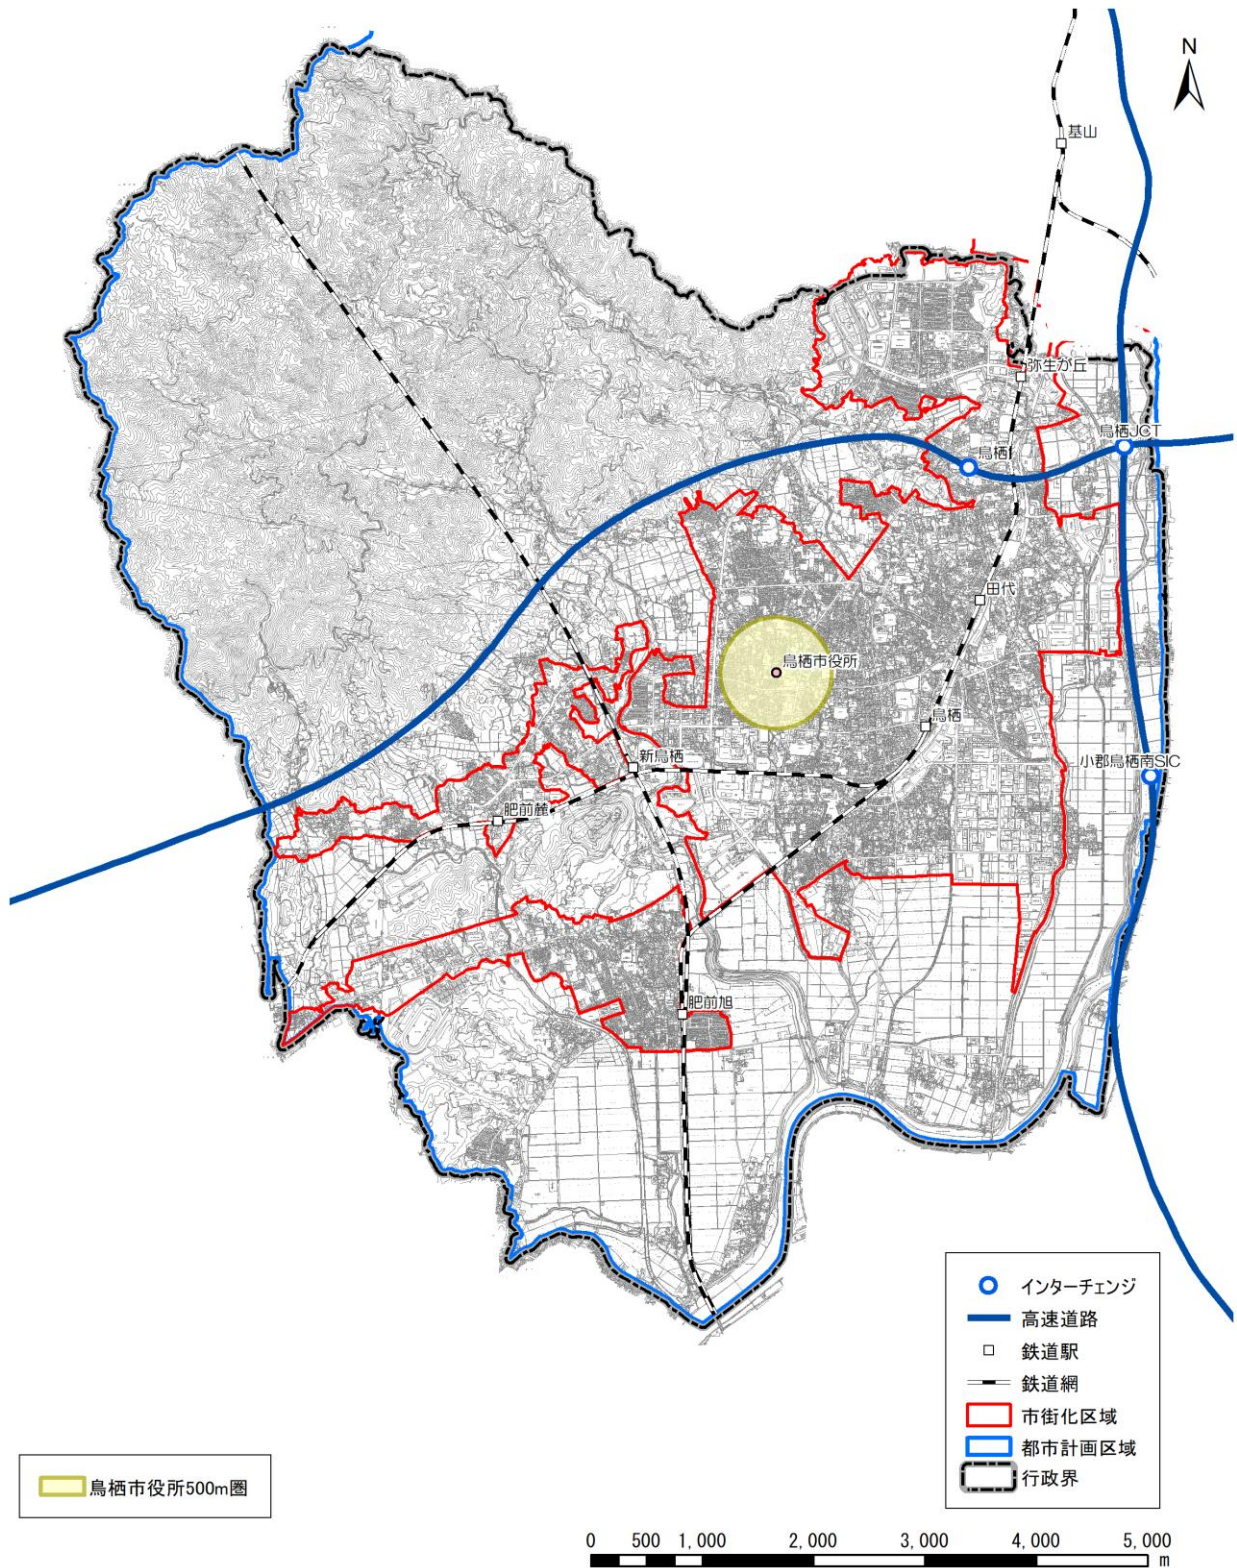 N
基山
弥生が丘
鳥栖JCT
鳥栖
田代
鳥栖市役所
鳥栖
新鳥栖
小郡鳥栖南SIC
肥前麓
肥前旭
インターチェンジ
高速道路
鉄道駅
鉄道網
市街化区域
都市計画区域
行政界
鳥栖市役所500m圏
0 500 1,000 2,000 3,000 4,000 5,000
m